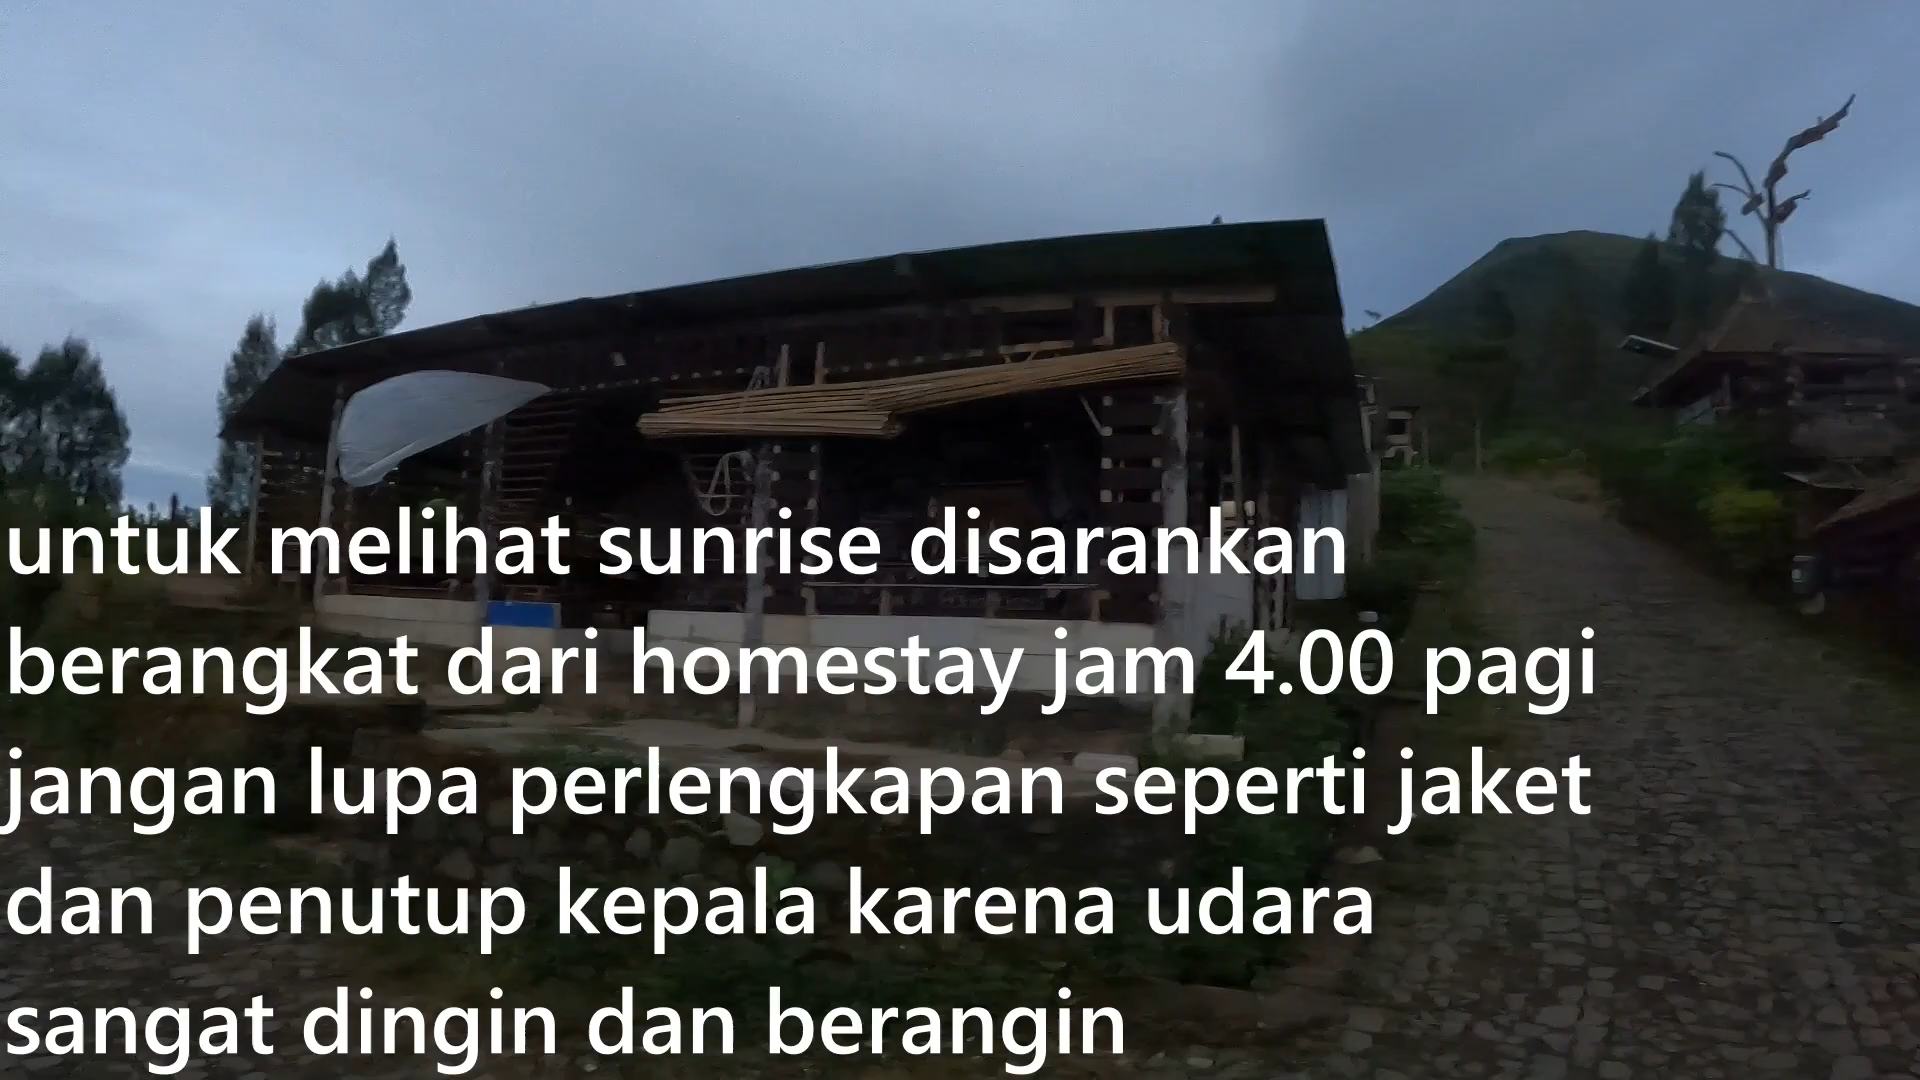 untuk melihat sunrise disarankan
berangkat dari homestay jam 4.00 pagi
jangan lupa perlengkapan seperti jaket
dan penutup kepala karena udara
sangat dingin dan berangin